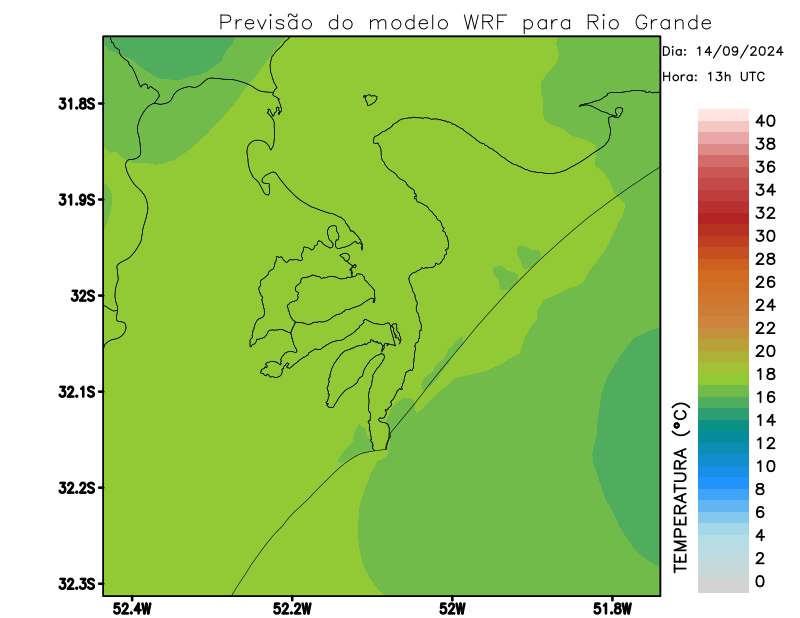 Previsão do modelo WRF para Rio Grande
Dia: 14/09/2024
Hora: 13h UTC
31.8S
31.9S
32S
32.1S
32.2S
32.3S
52.4W
52.2W
52W
51.8W
TEMPERATURA (°C)
40
38
36
34
32
30
28
26
24
22
20
18
16
14
12
10
8
6
4
2
0